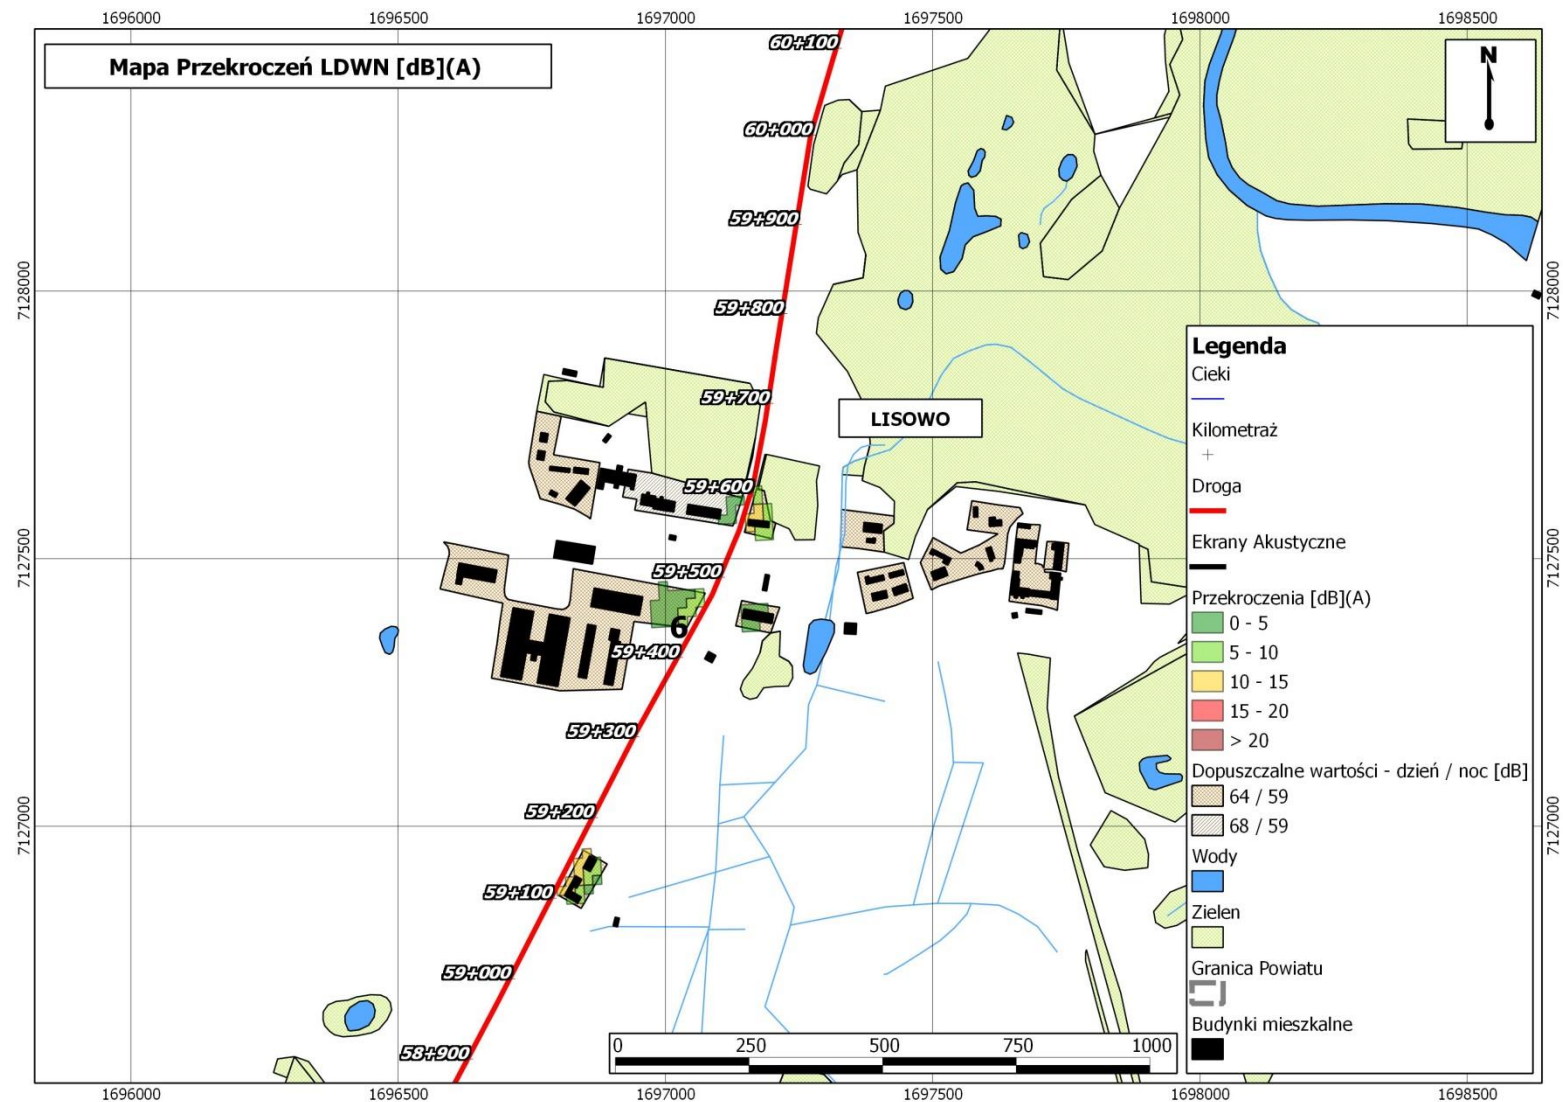 1696000 1696500 1697000 1697500 1698000 1698500
Mapa Przekroczeń LDWN [dB](A)
N
60+100
60+000
59+900
59+800
59+700
59+600
59+500
59+400
59+300
59+200
59+100
59+000
58+900
7128000
7127500
7127000
7128000
7127500
7127000
LISOWO
6
Legenda
Cieki
Kilometraż
Droga
Ekrany Akustyczne
Przekroczenia [dB](A)
0 - 5
5 - 10
10 - 15
15 - 20
> 20
Dopuszczalne wartości - dzień / noc [dB]
64 / 59
68 / 59
Wody
Zielen
Granica Powiatu
Budynki mieszkalne
0 250 500 750 1000
1696000 1696500 1697000 1697500 1698000 1698500